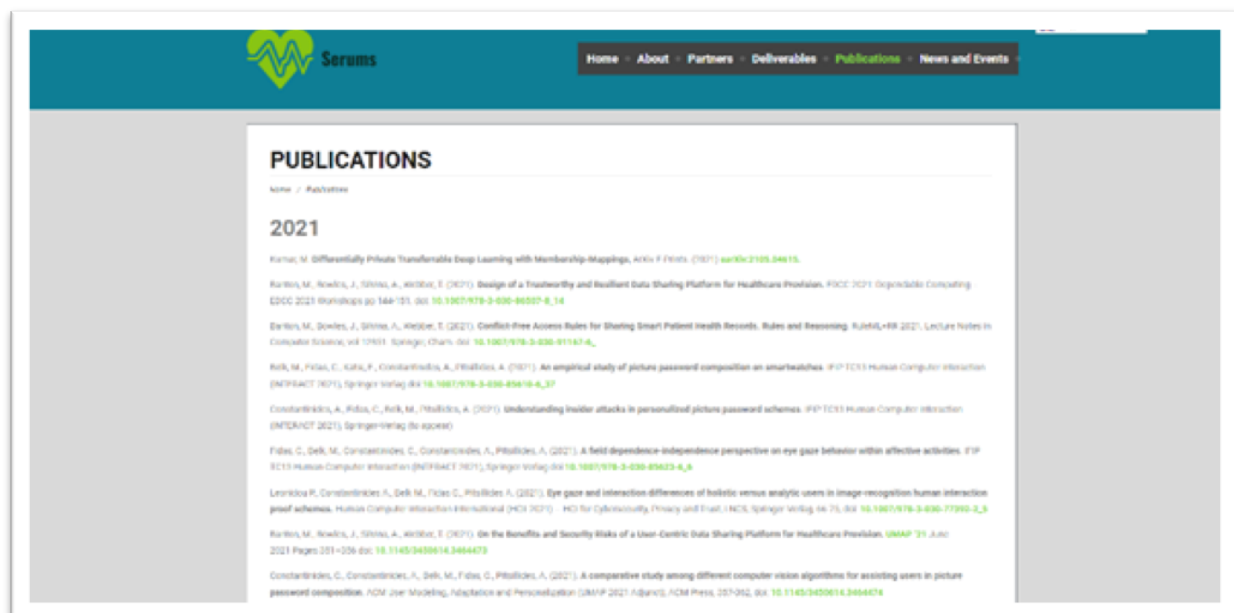 Serums
Home About Partners Deliverables Publications News and Events
PUBLICATIONS
home / Publications
2021
Kumar, M. Differentially Private Transferrable Deep Learning with Membership-Mappings, ArXiv E-Prints. (2021) aarXiv:2105.04615.
Banton, M., Bowles, J., Silvina, A., Webber, T. (2021). Design of a Trustworthy and Resilient Data Sharing Platform for Healthcare Provision. EDCC 2021: Dependable Computing -
EDCC 2021 Workshops pp 144-151, doi: 10.1007/978-3-030-86507-8_14
Banton, M., Bowles, J., Silvina, A., Webber, T. (2021). Conflict-Free Access Rules for Sharing Smart Patient Health Records. Rules and Reasoning. RuleML+RR 2021. Lecture Notes in
Computer Science, vol 12851. Springer, Cham. doi: 10.1007/978-3-030-91167-6_
Belk, M., Fidas, C., Katsi, E., Constantinides, A., Pitsillides, A. (2021). An empirical study of picture password composition on smartwatches. IFIP TC13 Human Computer Interaction
(INTERACT 2021), Springer-Verlag doi 10.1007/978-3-030-85610-6_37
Constantinides, A., Fidas, C., Belk, M., Pitsillides, A. (2021). Understanding insider attacks in personalized picture password schemes. IFIP TC13 Human Computer Interaction
(INTERACT 2021), Springer-Verlag (to appear)
Fidas, C., Belk, M., Constantinides, C., Constantinides, A., Pitsillides, A. (2021). A field dependence-independence perspective on eye gaze behavior within affective activities. IFIP
TC13 Human Computer Interaction (INTERACT 2021), Springer Verlag doi 10.1007/978-3-030-85623-6_6
Leonidou P., Constantinides A., Belk M., Fidas C., Pitsillides A. (2021). Eye gaze and interaction differences of holistic versus analytic users in image-recognition human interaction
proof schemes. Human Computer Interaction International (HCII 2021) - HCI for Cybersecurity, Privacy and Trust, LNCS, Springer Verlag, 66-75, doi: 10.1007/978-3-030-77392-2_5
Banton, M., Bowles, J., Silvina, A., Webber, T. (2021). On the Benefits and Security Risks of a User-Centric Data Sharing Platform for Healthcare Provision. UMAP '21 June
2021 Pages 351–356 doi: 10.1145/3450614.3464473
Constantinides, C., Constantinides, A., Belk, M., Fidas, C., Pitsillides, A. (2021). A comparative study among different computer vision algorithms for assisting users in picture
password composition. ACM User Modeling, Adaptation and Personalization (UMAP 2021 Adjunct), ACM Press, 357-362, doi: 10.1145/3450614.3464474